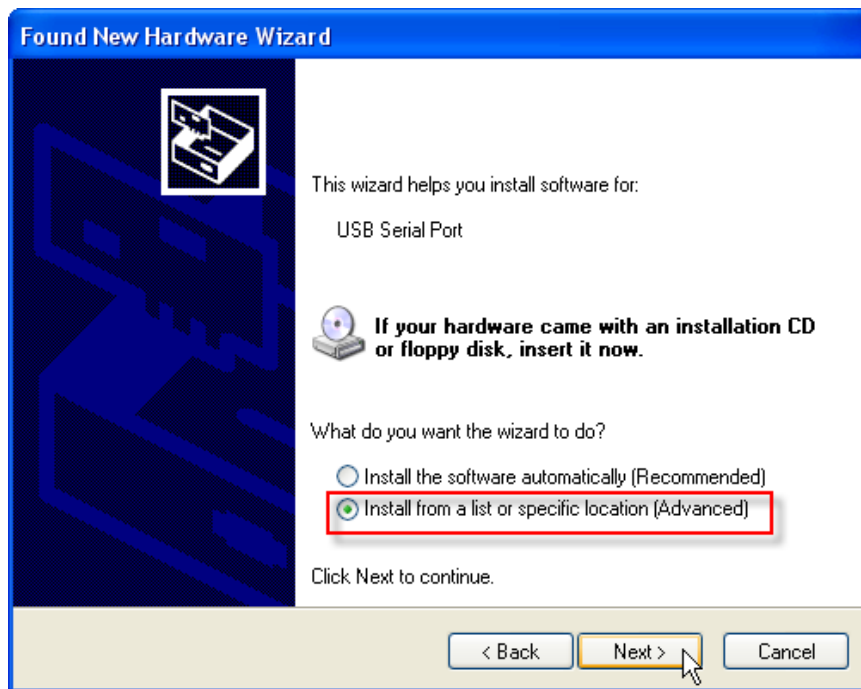 Found New Hardware Wizard
This wizard helps you install software for:
USB Serial Port
If your hardware came with an installation CD
or floppy disk, insert it now.
What do you want the wizard to do?
Install the software automatically (Recommended)
Install from a list or specific location (Advanced)
Click Next to continue.
< Back Next > Cancel